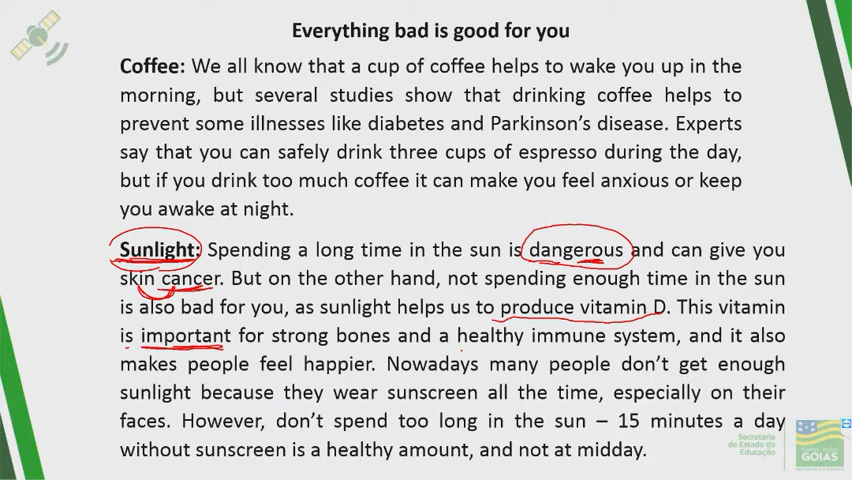 Everything bad is good for you
Coffee: We all know that a cup of coffee helps to wake you up in the
morning, but several studies show that drinking coffee helps to
prevent some illnesses like diabetes and Parkinson's disease. Experts
say that you can safely drink three cups of espresso during the day,
but if you drink too much coffee it can make you feel anxious or keep
you awake at night.
Sunlight: Spending a long time in the sun is dangerous and can give you
skin cancer. But on the other hand, not spending enough time in the sun
is also bad for you, as sunlight helps us to produce vitamin D. This vitamin
is important for strong bones and a healthy immune system, and it also
makes people feel happier. Nowadays many people don't get enough
sunlight because they wear sunscreen all the time, especially on their
faces. However, don't spend too long in the sun – 15 minutes a day
without sunscreen is a healthy amount, and not at midday.
Secretaria
de Estado da
Educação
GOIÁS